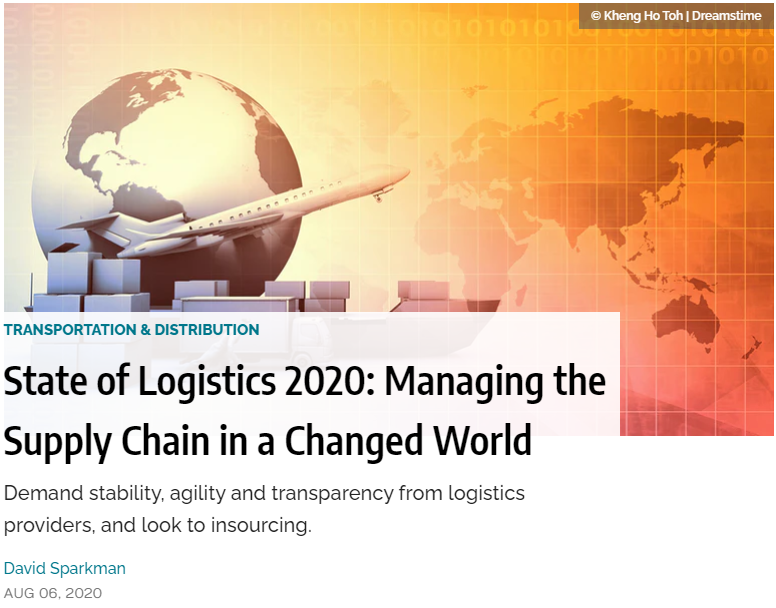 © Kheng Ho Toh | Dreamstime
TRANSPORTATION & DISTRIBUTION
State of Logistics 2020: Managing the
Supply Chain in a Changed World
Demand stability, agility and transparency from logistics
providers, and look to insourcing.
David Sparkman
AUG 06, 2020